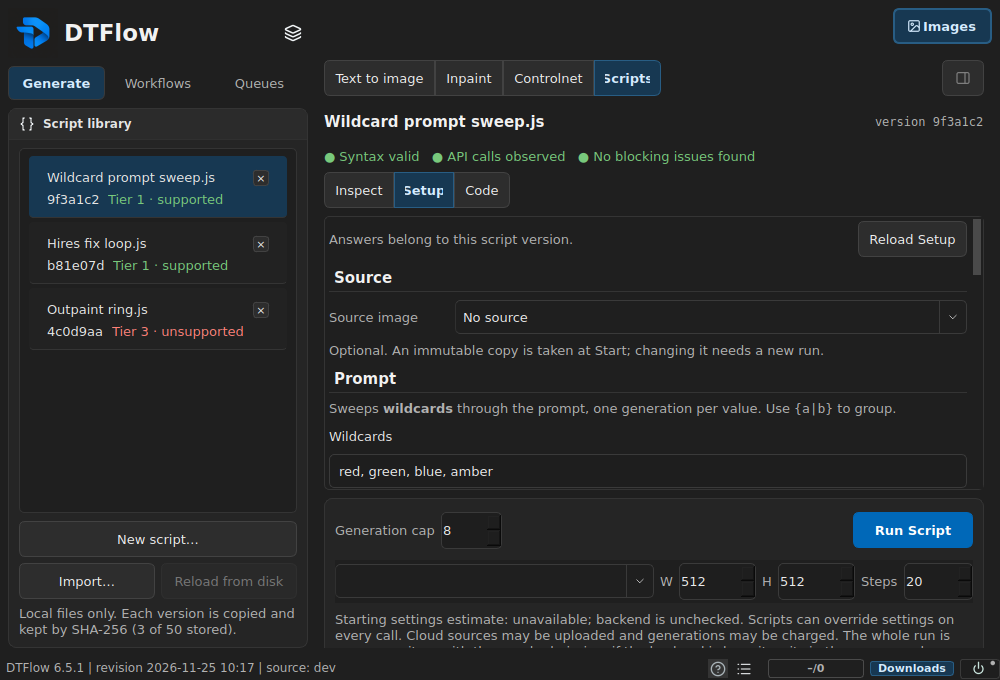 DTFlow
Images
Generate
Workflows
Queues
Text to image
Inpaint
Controlnet
Scripts
{ } Script library
Wildcard prompt sweep.js
9f3a1c2 Tier 1 · supported
Hires fix loop.js
b81e07d Tier 1 · supported
Outpaint ring.js
4c0d9aa Tier 3 · unsupported
New script...
Import...
Reload from disk
Local files only. Each version is copied and
kept by SHA-256 (3 of 50 stored).
Wildcard prompt sweep.js
version 9f3a1c2
Syntax valid
API calls observed
No blocking issues found
Inspect
Setup
Code
Answers belong to this script version.
Reload Setup
Source
Source image
No source
Optional. An immutable copy is taken at Start; changing it needs a new run.
Prompt
Sweeps wildcards through the prompt, one generation per value. Use {a|b} to group.
Wildcards
red, green, blue, amber
Generation cap 8
Run Script
W 512
H 512
Steps 20
Starting settings estimate: unavailable; backend is unchecked. Scripts can override settings on
every call. Cloud sources may be uploaded and generations may be charged. The whole run is
DTFlow 6.5.1 | revision 2026-11-25 10:17 | source: dev
–/0
Downloads